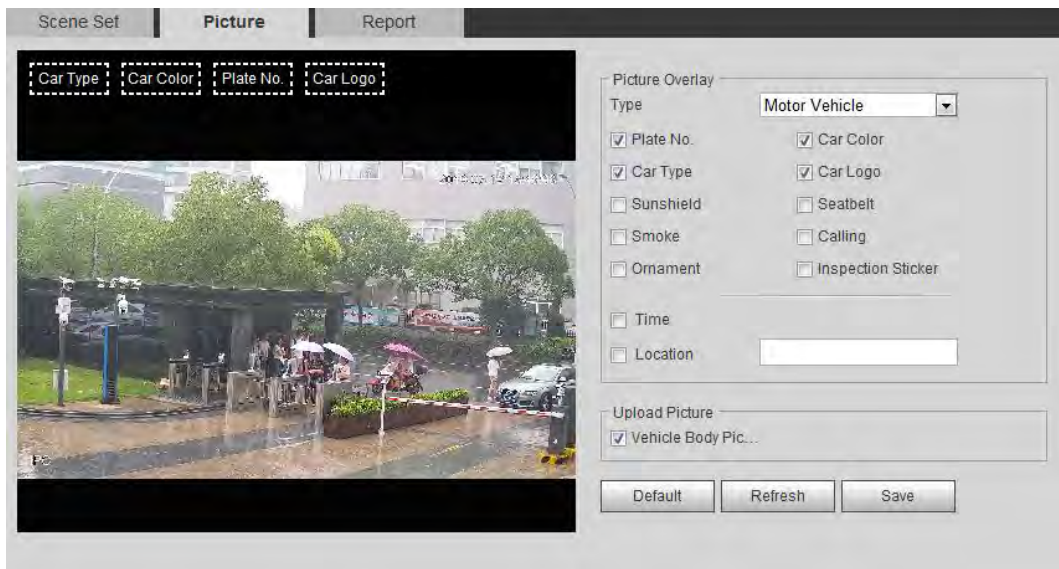 Scene Set Picture Report
Car Type Car Color Plate No. Car Logo
Picture Overlay
Type Motor Vehicle
Plate No. Car Color
Car Type Car Logo
Sunshield Seatbelt
Smoke Calling
Ornament Inspection Sticker
Time
Location
Upload Picture
Vehicle Body Pic...
Default Refresh Save